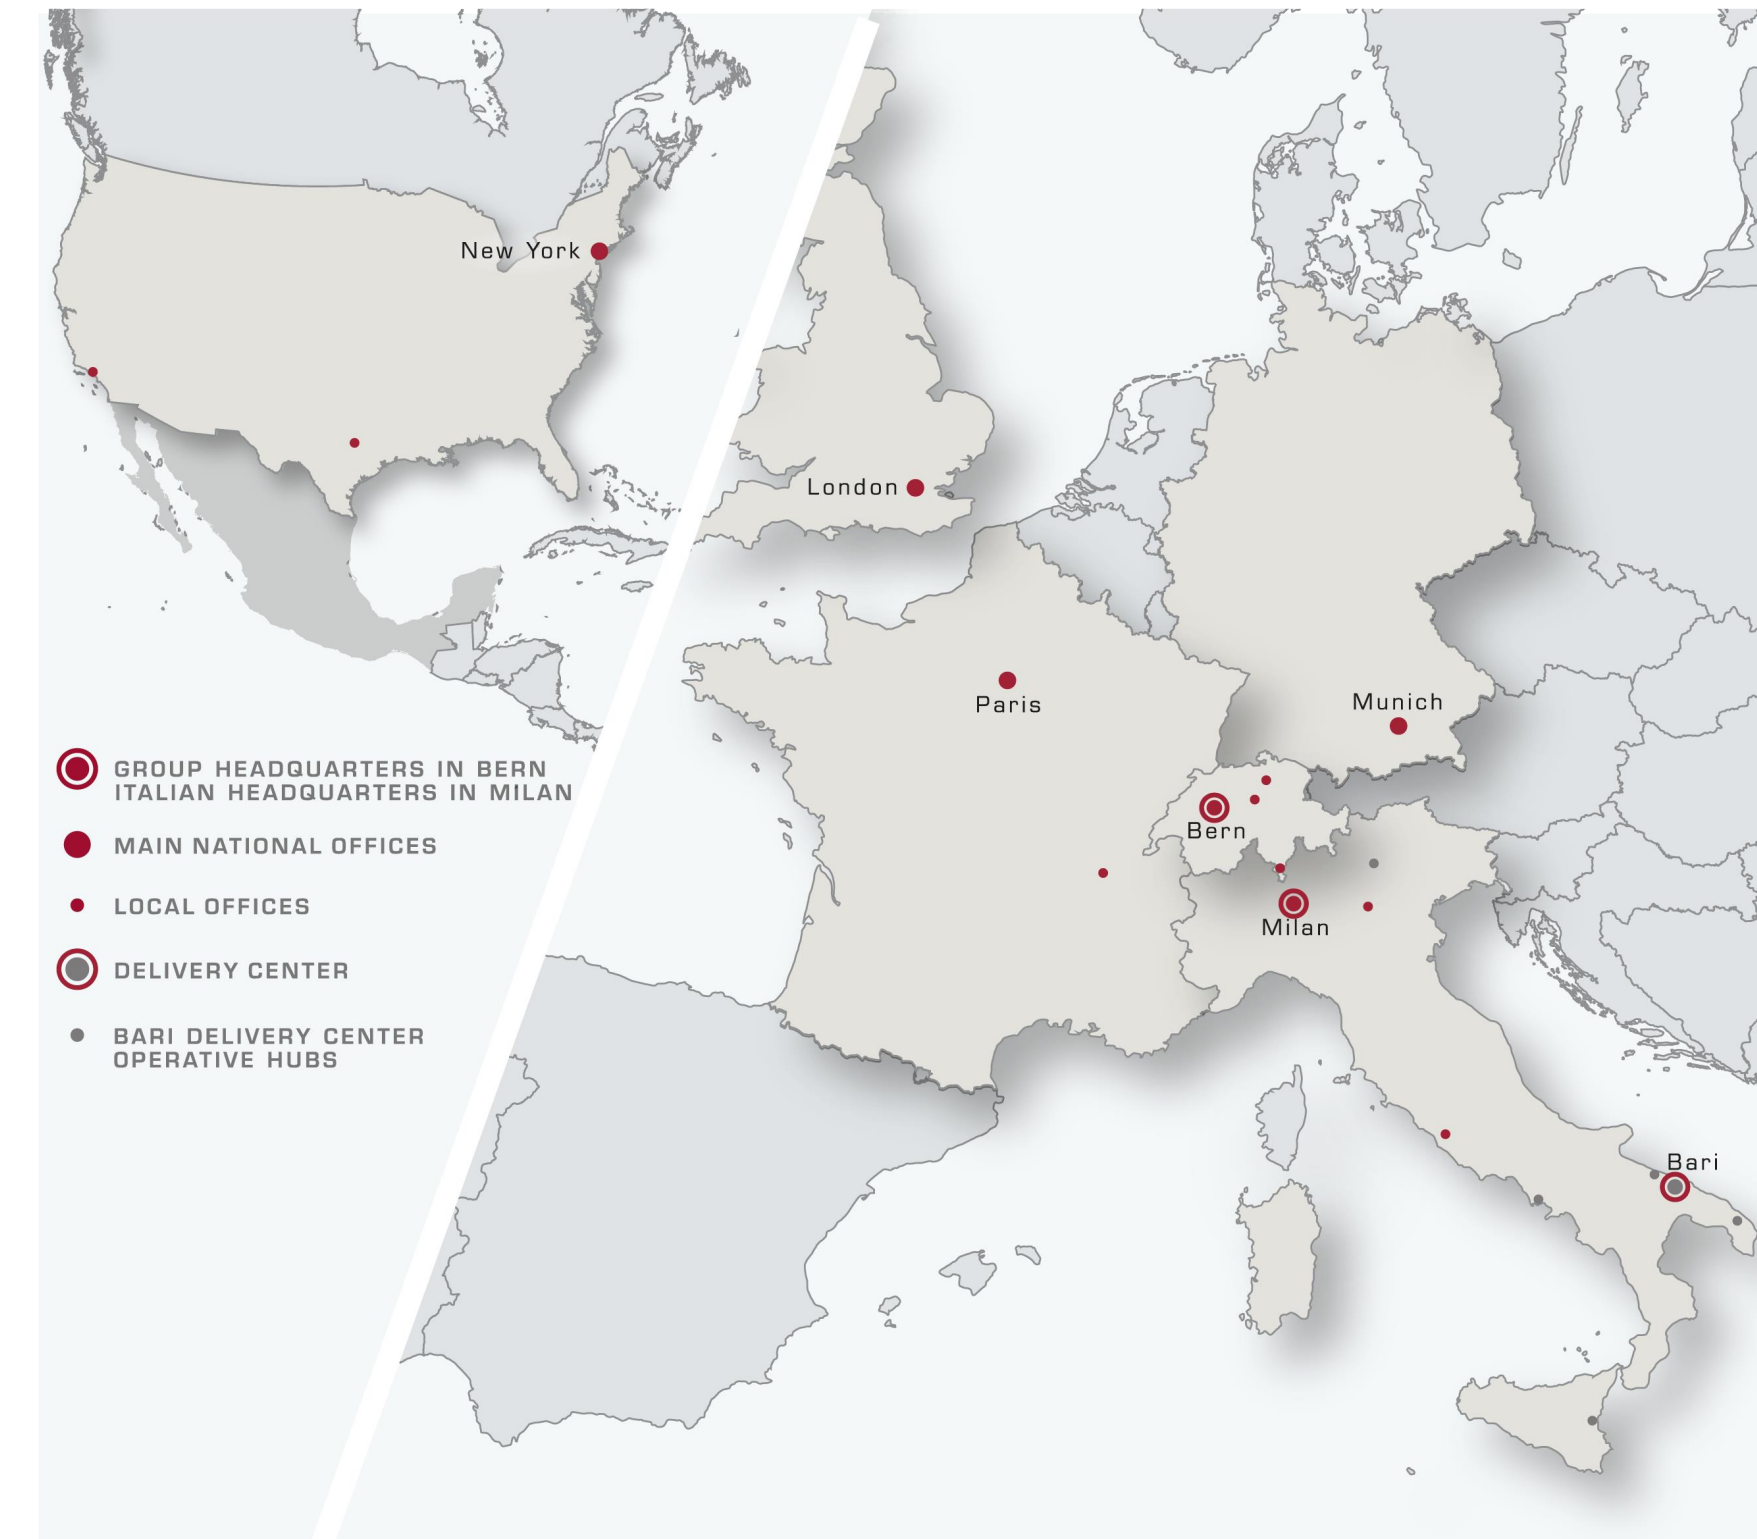 New York
London
Paris
Munich
GROUP HEADQUARTERS IN BERN
ITALIAN HEADQUARTERS IN MILAN
Bern
MAIN NATIONAL OFFICES
LOCAL OFFICES
Milan
DELIVERY CENTER
BARI DELIVERY CENTER
OPERATIVE HUBS
Bari